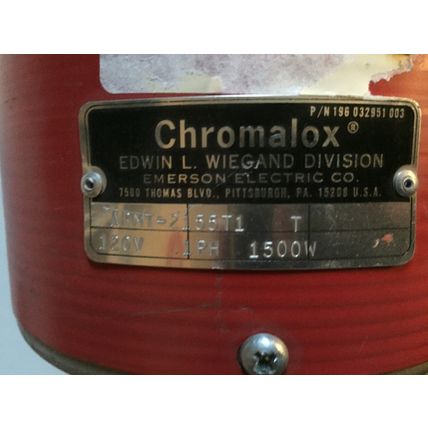 P/N 196 032951 003
Chromalox®
EDWIN L. WIEGAND DIVISION
EMERSON ELECTRIC CO.
7500 THOMAS BLVD., PITTSBURGH, PA. 15208 U.S.A.
T
120V 1PH 1500W